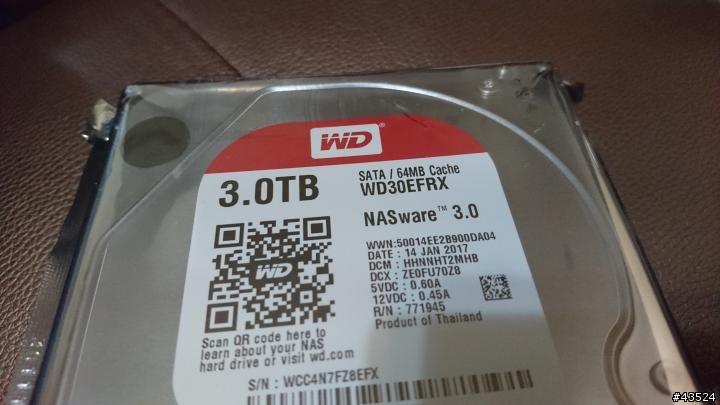 WD®
3.0TB
SATA / 64MB Cache
WD30EFRX
NASware™ 3.0
WWN:50014EE2B900DA04
DATE : 14 JAN 2017
DCM : HHNNHT2MHB
DCX : ZE0FU70Z8
5VDC : 0.60A
12VDC : 0.45A
R/N : 771945
Product of Thailand
WD
Scan QR code here to
learn about your NAS
hard drive or visit wd.com
S/N : WCC4N7FZ8EFX
#43524